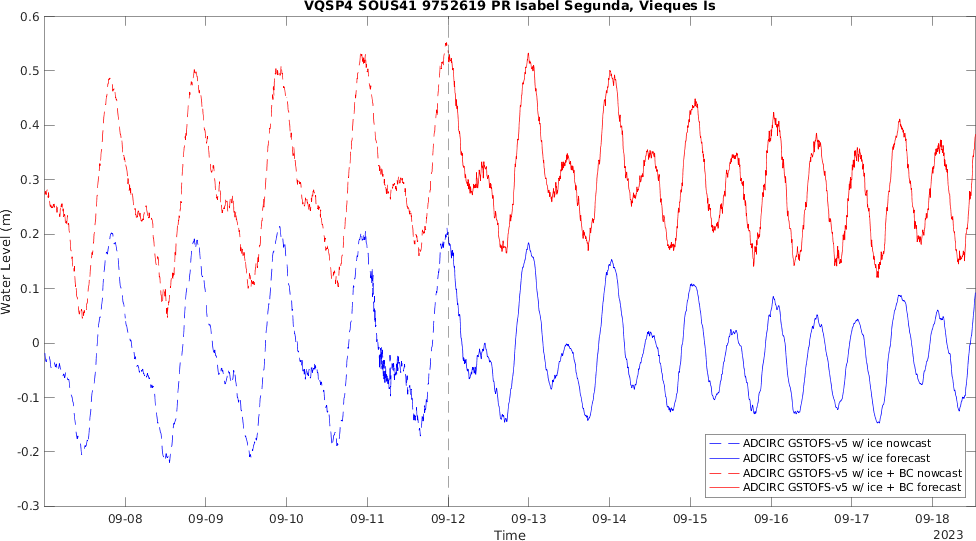 VQSP4 SOUS41 9752619 PR Isabel Segunda, Vieques Is
0.6
0.5
0.4
0.3
0.2
0.1
0
-0.1
-0.2
-0.3
Water Level (m)
09-08 09-09 09-10 09-11 09-12 09-13 09-14 09-15 09-16 09-17 09-18
Time
2023
ADCIRC GSTOFS-v5 w/ ice nowcast
ADCIRC GSTOFS-v5 w/ ice forecast
ADCIRC GSTOFS-v5 w/ ice + BC nowcast
ADCIRC GSTOFS-v5 w/ ice + BC forecast